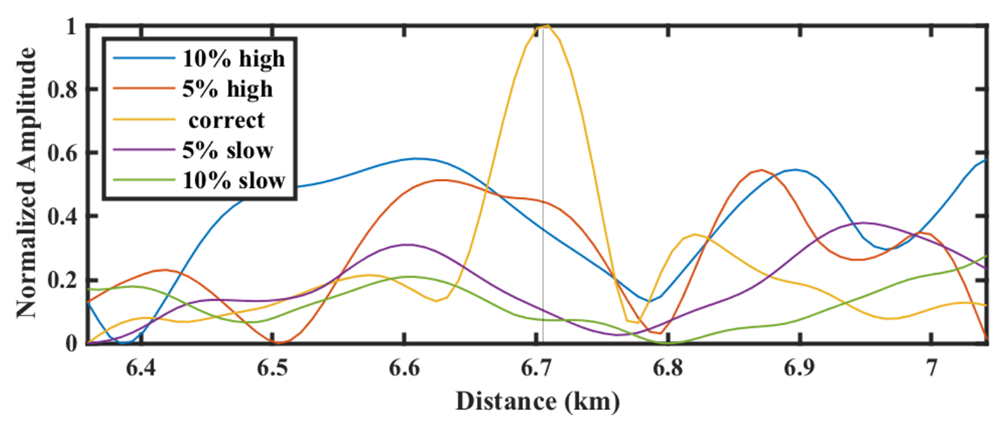 Normalized Amplitude
1
0.8
0.6
0.4
0.2
0
10% high
5% high
correct
5% slow
10% slow
6.4 6.5 6.6 6.7 6.8 6.9 7
Distance (km)